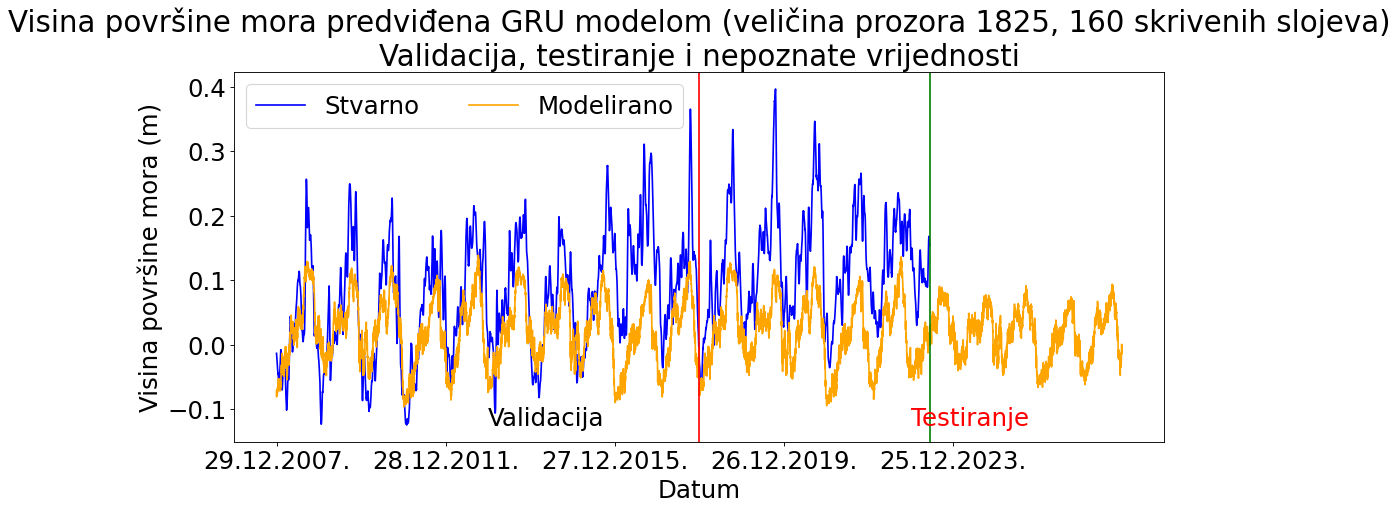 Visina površine mora predviđena GRU modelom (veličina prozora 1825, 160 skrivenih slojeva)
Validacija, testiranje i nepoznate vrijednosti
Stvarno
Modelirano
Visina površine mora (m)
0.4
0.3
0.2
0.1
0.0
−0.1
Validacija
Testiranje
29.12.2007.
28.12.2011.
27.12.2015.
26.12.2019.
25.12.2023.
Datum